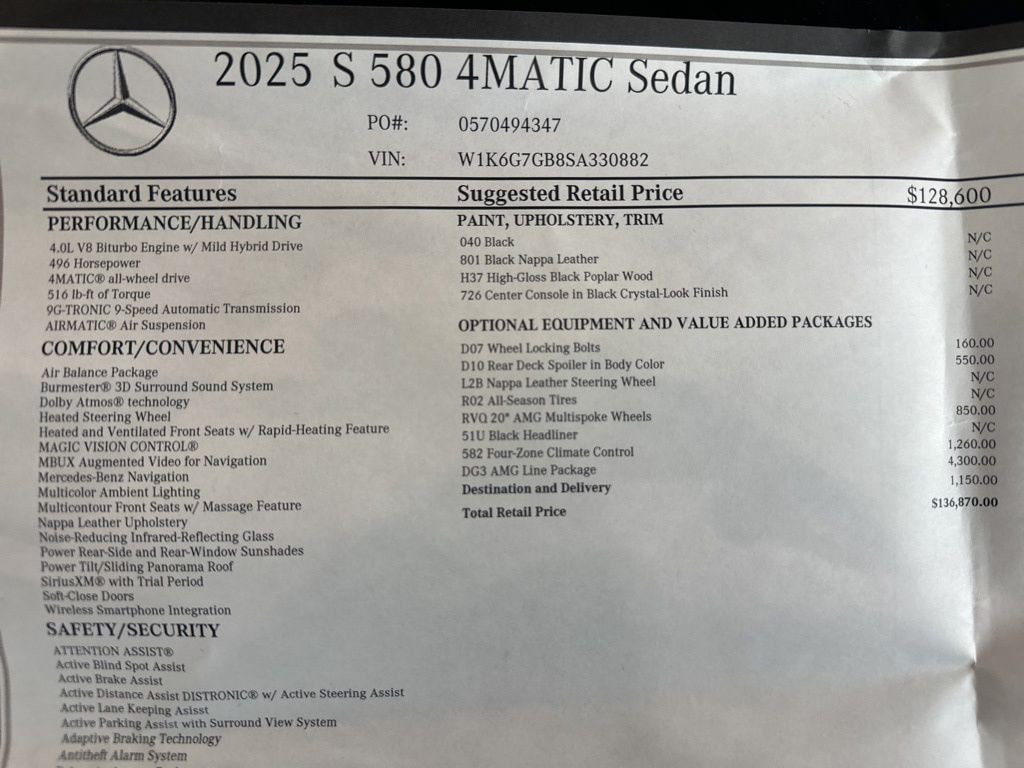 2025 S 580 4MATIC Sedan
PO#: 0570494347
VIN: W1K6G7GB8SA330882
Standard Features
PERFORMANCE/HANDLING
4.0L V8 Biturbo Engine w/ Mild Hybrid Drive
496 Horsepower
4MATIC® all-wheel drive
516 lb-ft of Torque
9G-TRONIC 9-Speed Automatic Transmission
AIRMATIC® Air Suspension
COMFORT/CONVENIENCE
Air Balance Package
Burmester® 3D Surround Sound System
Dolby Atmos® technology
Heated Steering Wheel
Heated and Ventilated Front Seats w/ Rapid-Heating Feature
MAGIC VISION CONTROL®
MBUX Augmented Video for Navigation
Mercedes-Benz Navigation
Multicolor Ambient Lighting
Multicontour Front Seats w/ Massage Feature
Nappa Leather Upholstery
Noise-Reducing Infrared-Reflecting Glass
Power Rear-Side and Rear-Window Sunshades
Power Tilt/Sliding Panorama Roof
SiriusXM® with Trial Period
Soft-Close Doors
Wireless Smartphone Integration
SAFETY/SECURITY
ATTENTION ASSIST®
Active Blind Spot Assist
Active Brake Assist
Active Distance Assist DISTRONIC® w/ Active Steering Assist
Active Lane Keeping Asisst
Active Parking Assist with Surround View System
Adaptive Braking Technology
Antitheft Alarm System
Suggested Retail Price $128,600
PAINT, UPHOLSTERY, TRIM
040 Black N/C
801 Black Nappa Leather N/C
H37 High-Gloss Black Poplar Wood N/C
726 Center Console in Black Crystal-Look Finish N/C
OPTIONAL EQUIPMENT AND VALUE ADDED PACKAGES
D07 Wheel Locking Bolts 160.00
D10 Rear Deck Spoiler in Body Color 550.00
L2B Nappa Leather Steering Wheel N/C
R02 All-Season Tires N/C
RVQ 20" AMG Multispoke Wheels 850.00
51U Black Headliner N/C
582 Four-Zone Climate Control 1,260.00
DG3 AMG Line Package 4,300.00
Destination and Delivery 1,150.00
Total Retail Price $136,870.00